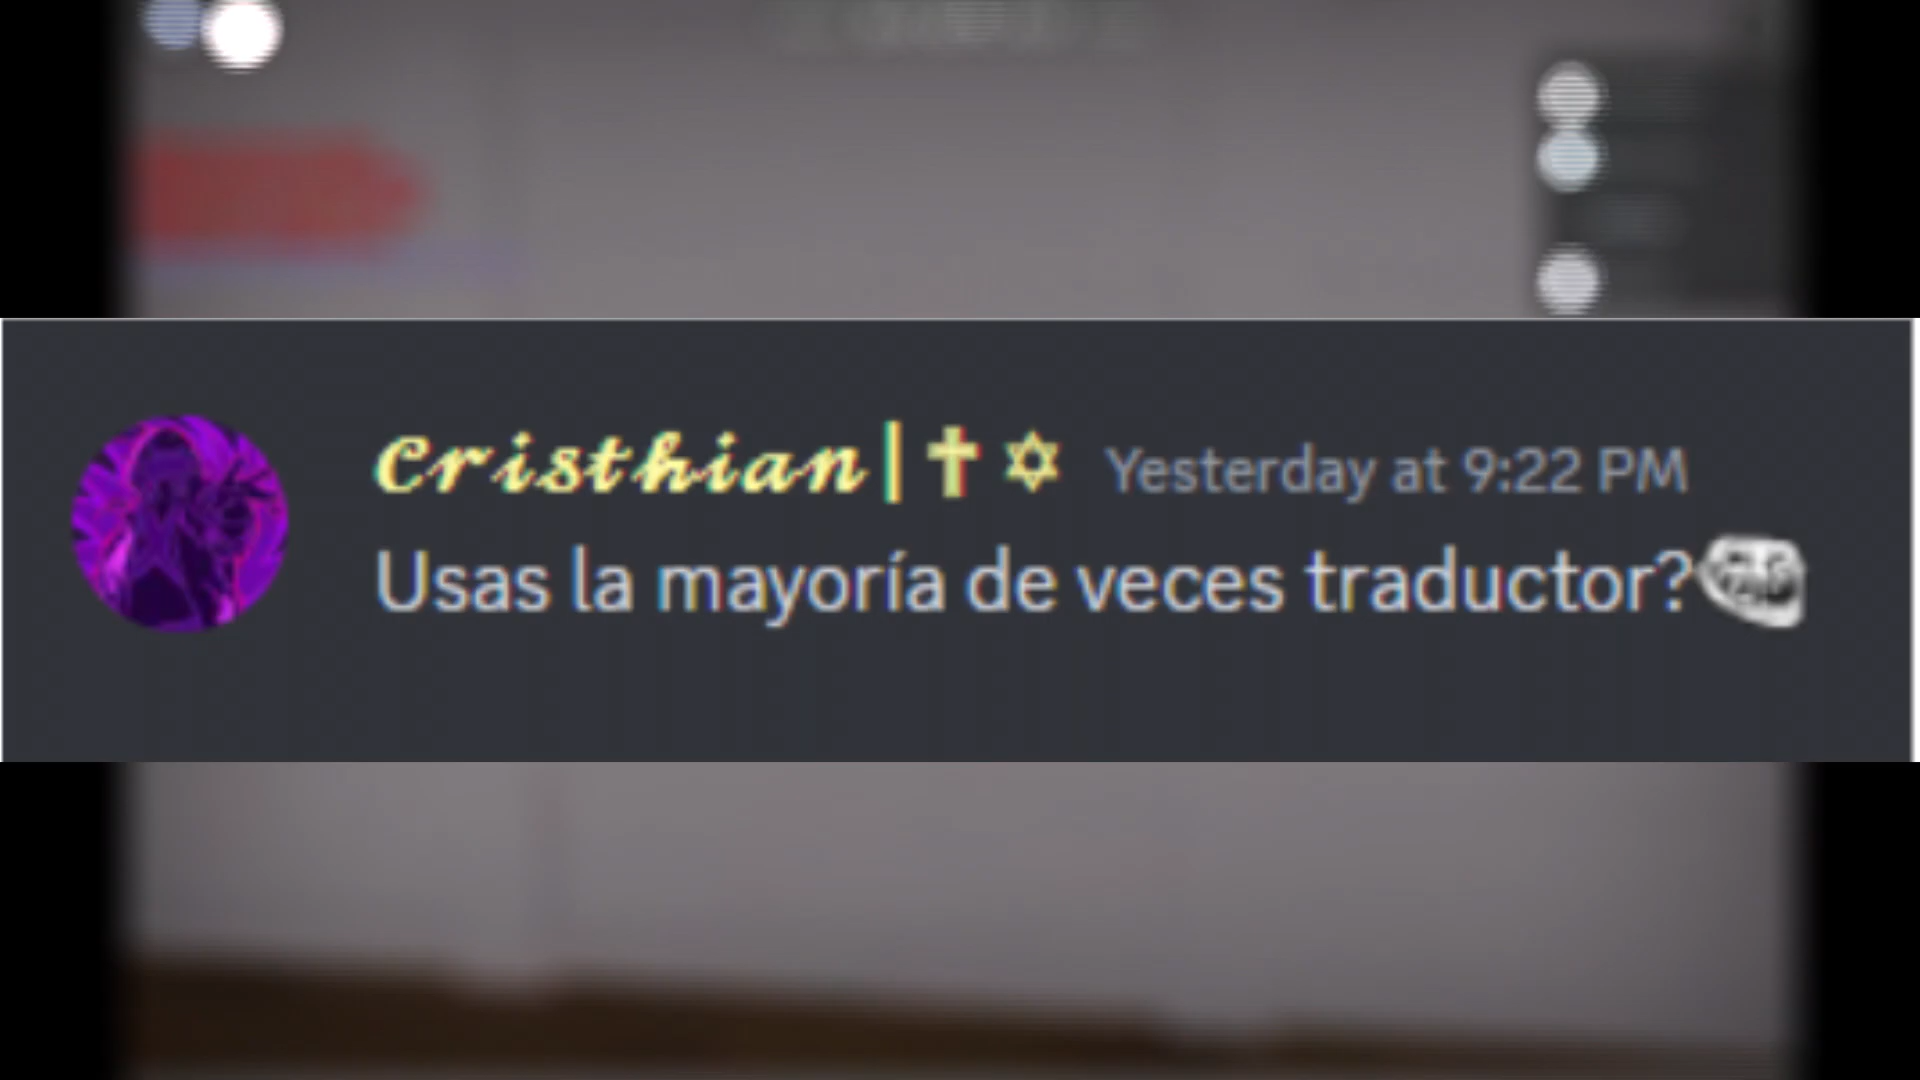 Cristhian|✝✡ Yesterday at 9:22 PM
Usas la mayoría de veces traductor?